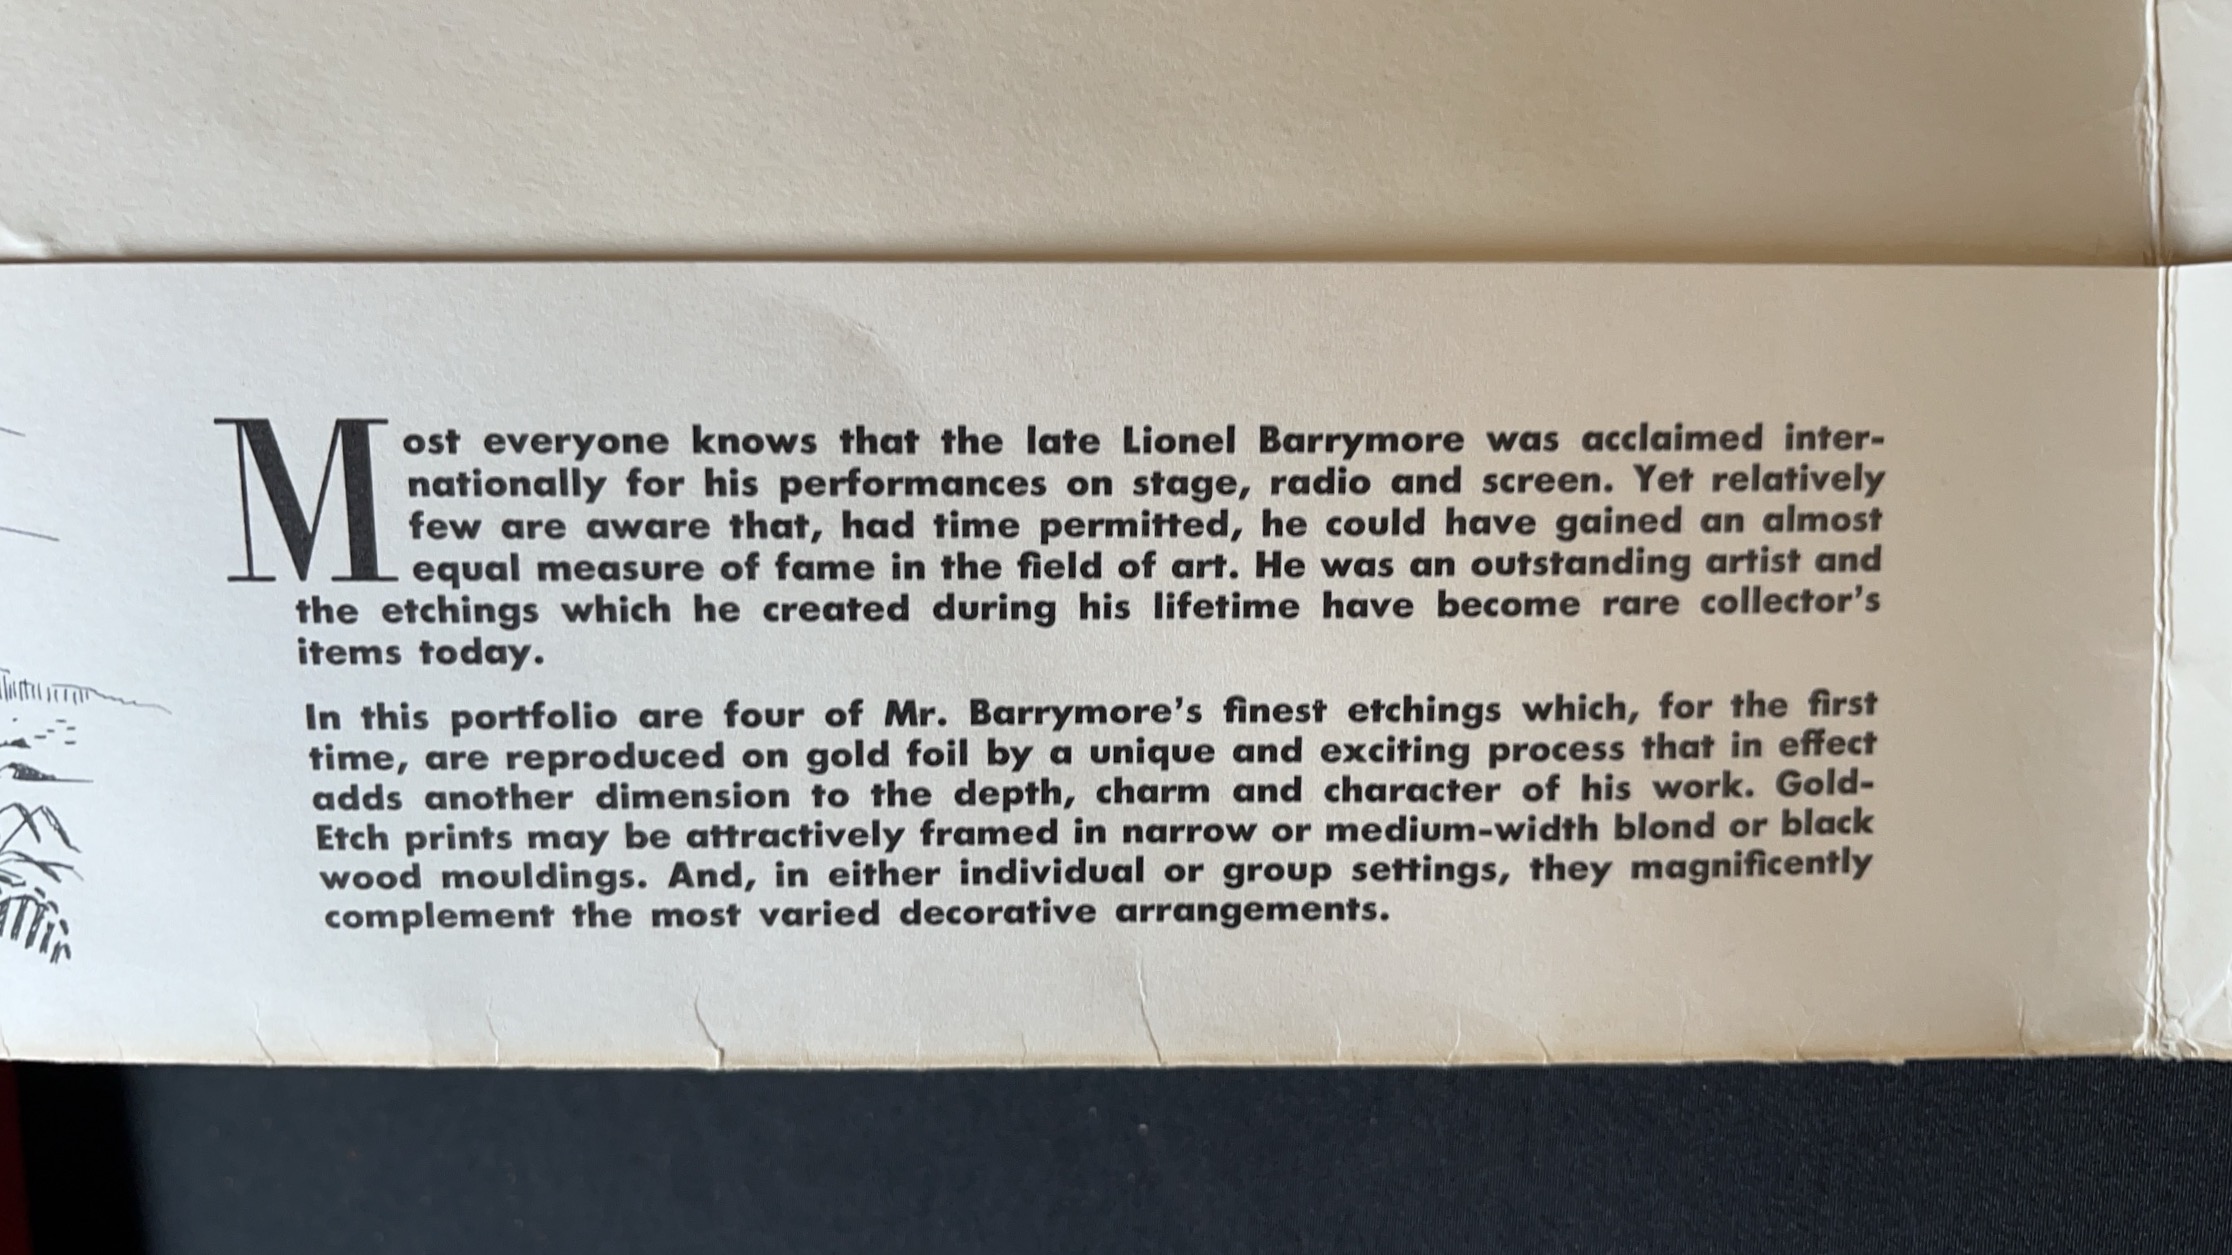 Most everyone knows that the late Lionel Barrymore was acclaimed inter-
nationally for his performances on stage, radio and screen. Yet relatively
few are aware that, had time permitted, he could have gained an almost
equal measure of fame in the field of art. He was an outstanding artist and
the etchings which he created during his lifetime have become rare collector's
items today.
In this portfolio are four of Mr. Barrymore's finest etchings which, for the first
time, are reproduced on gold foil by a unique and exciting process that in effect
adds another dimension to the depth, charm and character of his work. Gold-
Etch prints may be attractively framed in narrow or medium-width blond or black
wood mouldings. And, in either individual or group settings, they magnificently
complement the most varied decorative arrangements.